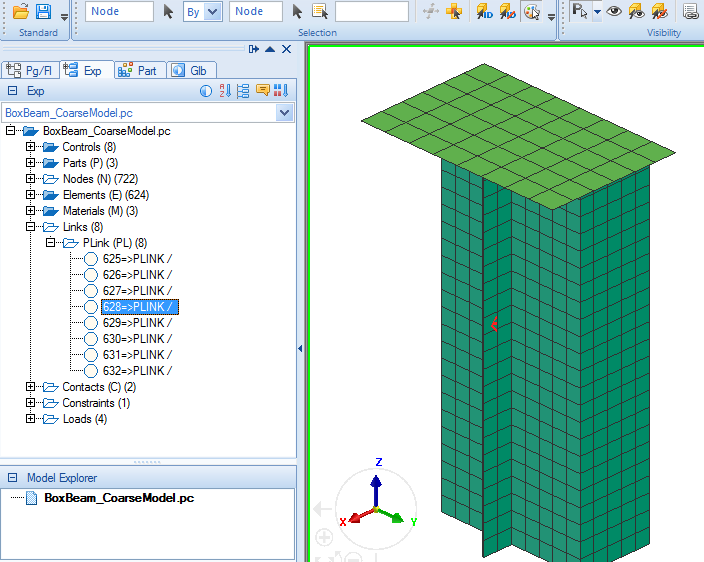 Node By Node ID
Standard Selection Visibility
Pg/Fl Exp Part Glb
Exp
BoxBeam_CoarseModel.pc
BoxBeam_CoarseModel.pc
Controls (8)
Parts (P) (3)
Nodes (N) (722)
Elements (E) (624)
Materials (M) (3)
Links (8)
PLink (PL) (8)
625=>PLINK /
626=>PLINK /
627=>PLINK /
628=>PLINK /
629=>PLINK /
630=>PLINK /
631=>PLINK /
632=>PLINK /
Contacts (C) (2)
Constraints (1)
Loads (4)
Model Explorer
BoxBeam_CoarseModel.pc
Z
X Y